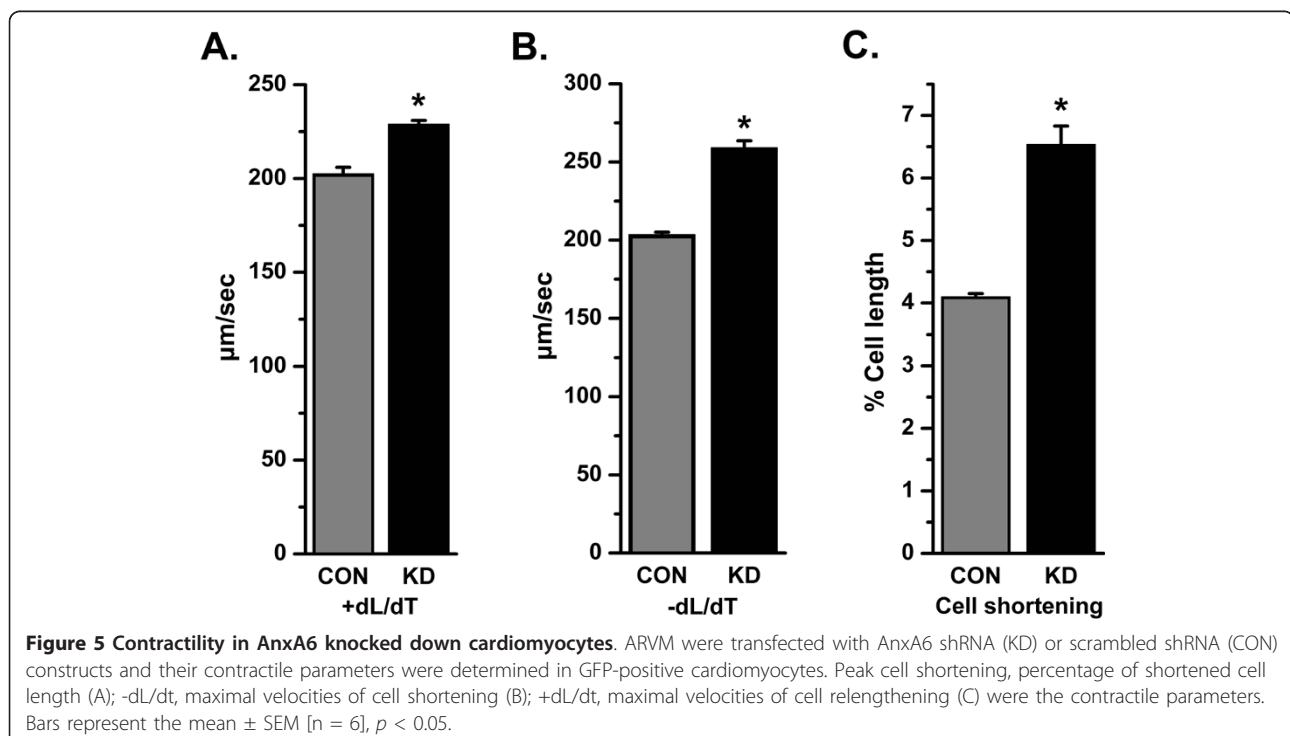 A.
B.
C.
250
200
150
100
50
0
µm/sec
*
CON KD
+dL/dT
300
250
200
150
100
50
0
µm/sec
*
CON KD
-dL/dT
7
6
5
4
3
2
1
0
% Cell length
*
CON KD
Cell shortening
Figure 5 Contractility in AnxA6 knocked down cardiomyocytes. ARVM were transfected with AnxA6 shRNA (KD) or scrambled shRNA (CON)
constructs and their contractile parameters were determined in GFP-positive cardiomyocytes. Peak cell shortening, percentage of shortened cell
length (A); -dL/dt, maximal velocities of cell shortening (B); +dL/dt, maximal velocities of cell relengthening (C) were the contractile parameters.
Bars represent the mean ± SEM [n = 6], p < 0.05.